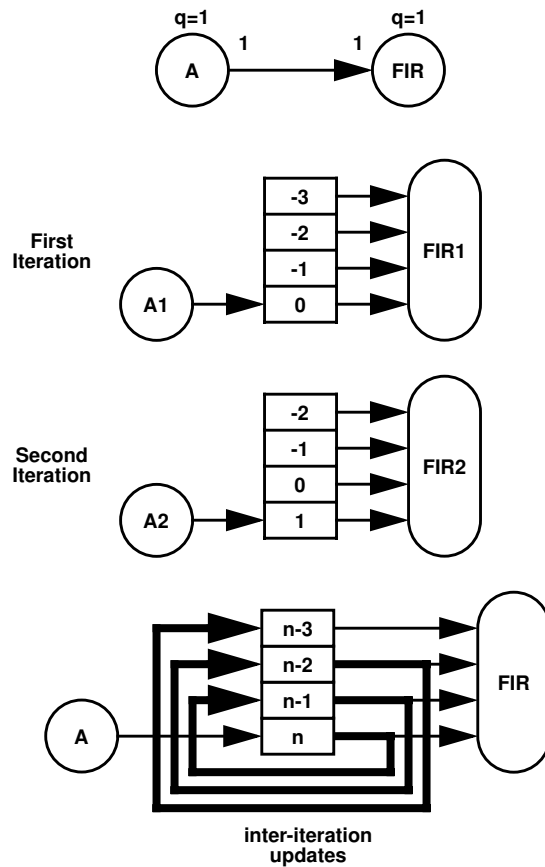 q=1 q=1
1 1
A FIR
-3
-2
First
Iteration
-1
FIR1
A1 0
-2
-1
Second
Iteration
0
FIR2
A2 1
n-3
n-2
FIR
n-1
A n
inter-iteration
updates